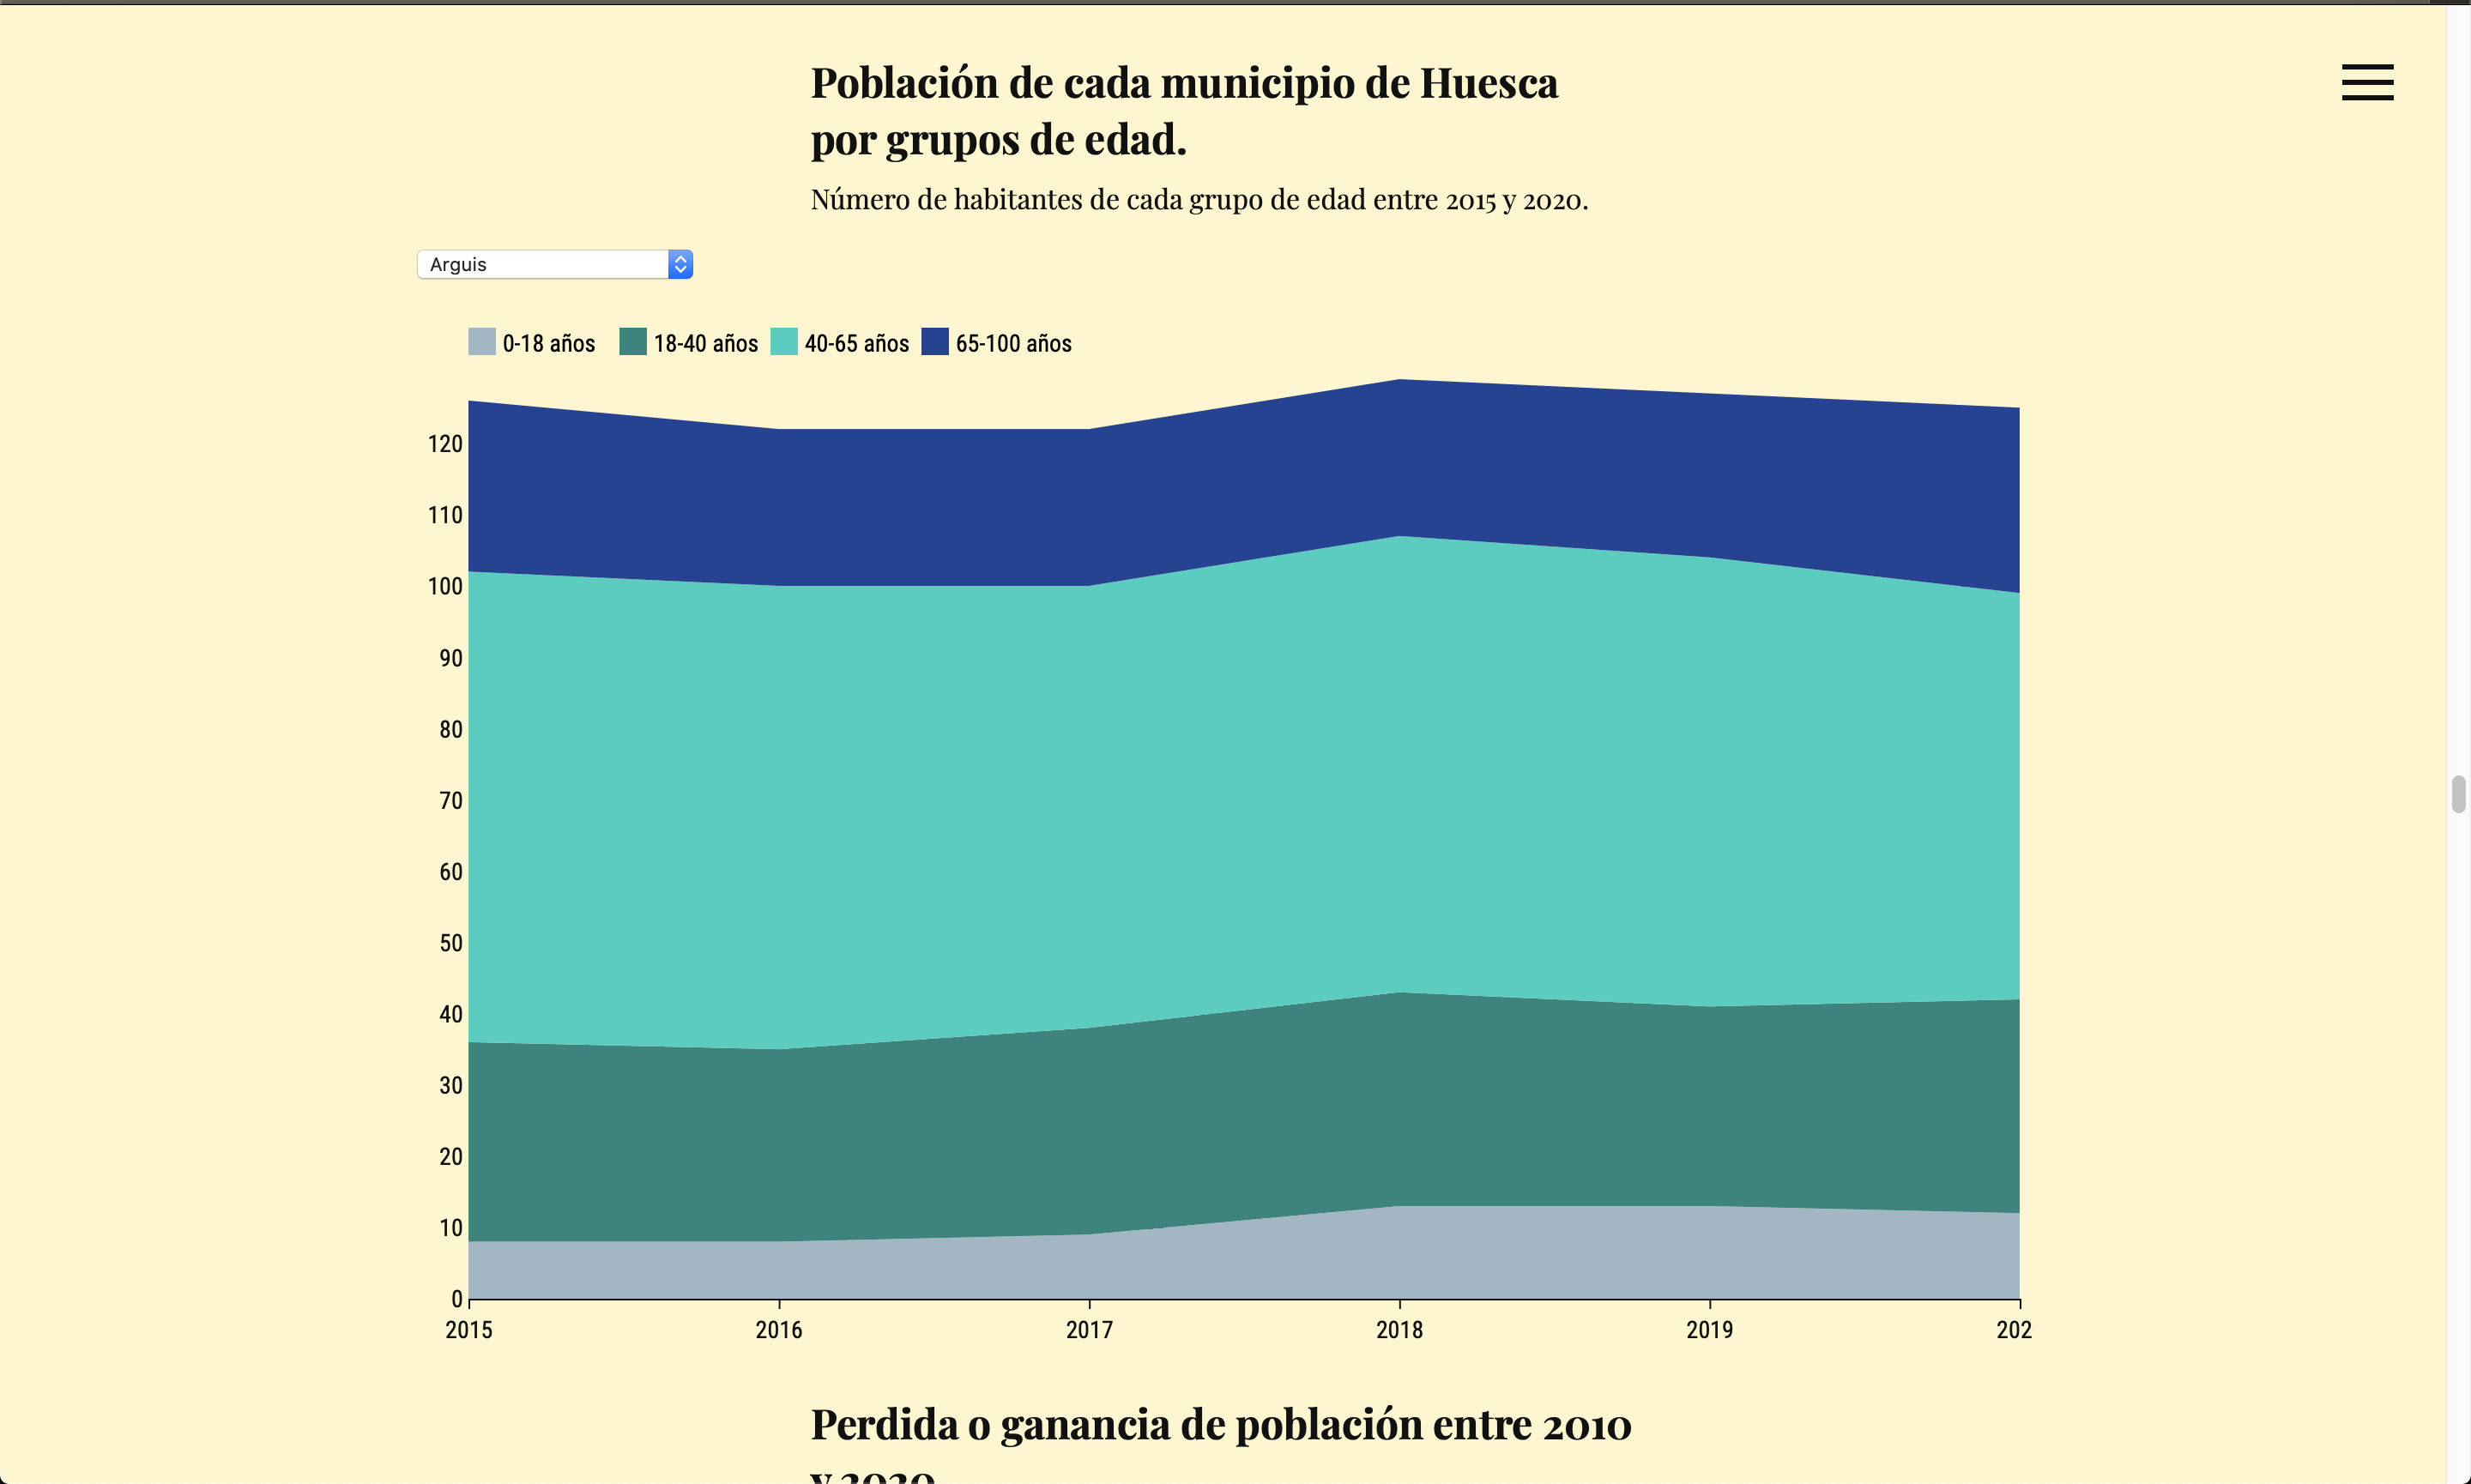 Población de cada municipio de Huesca
por grupos de edad.
Número de habitantes de cada grupo de edad entre 2015 y 2020.
Arguis
0-18 años 18-40 años 40-65 años 65-100 años
120
110
100
90
80
70
60
50
40
30
20
10
0
2015 2016 2017 2018 2019 202
Perdida o ganancia de población entre 2010
y 2020